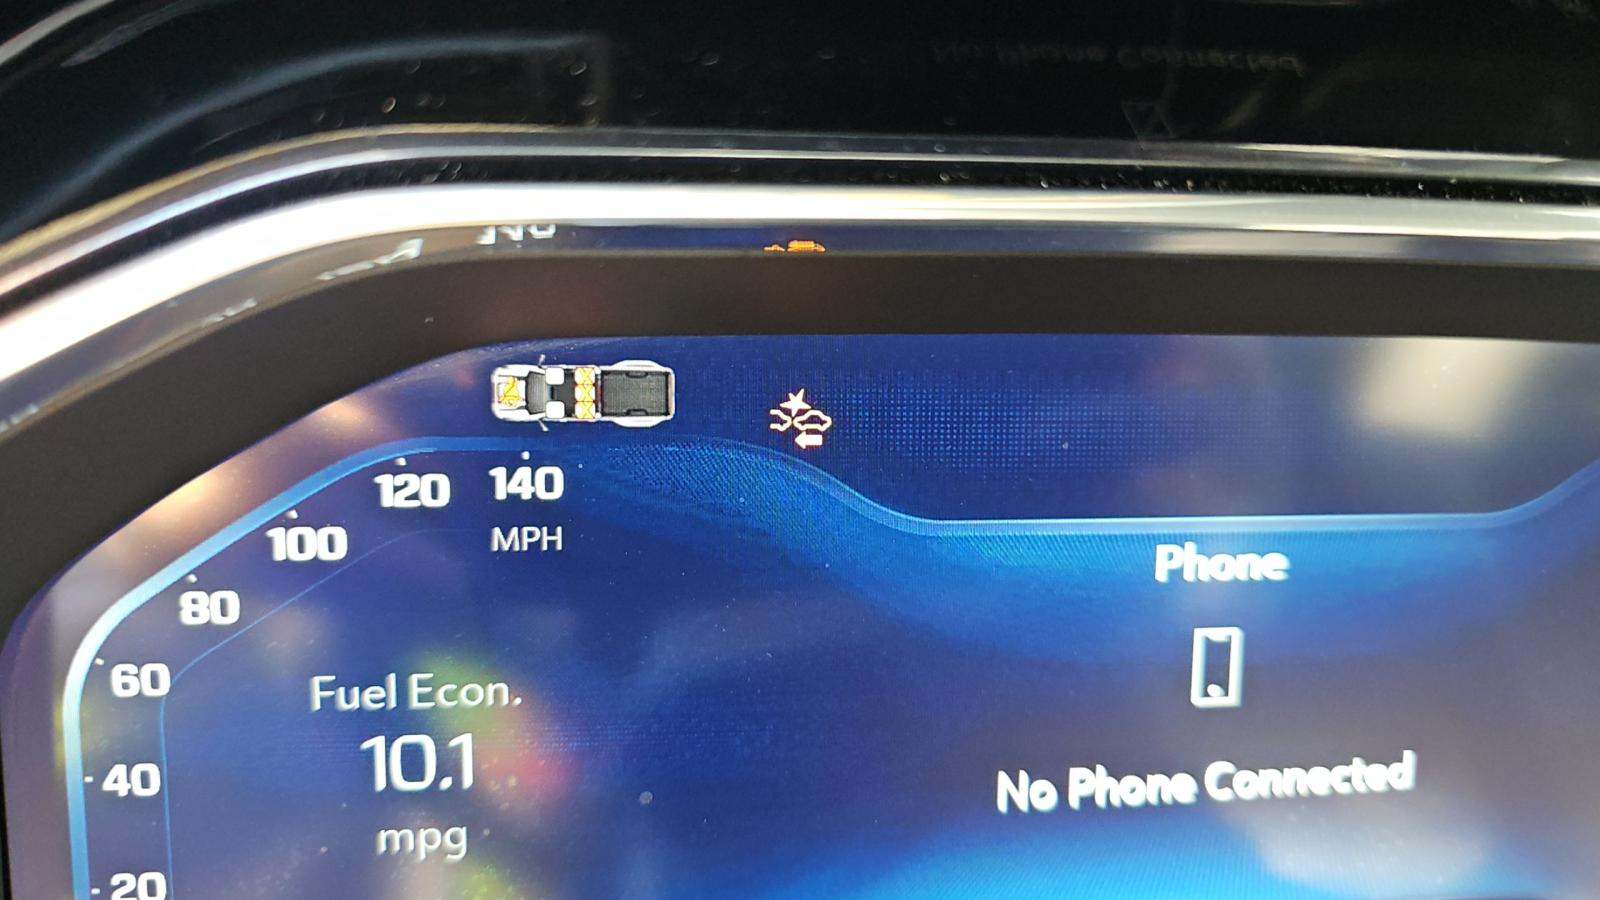 120 140
MPH
100
80
60
40
20
Fuel Econ.
10.1
mpg
Phone
No Phone Connected